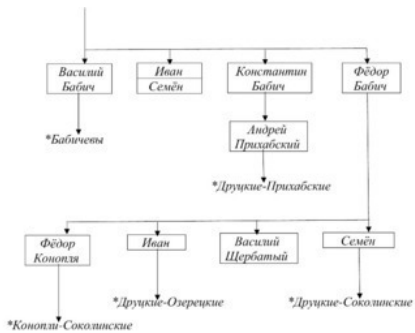 Василий
Бабич
Иван
Семён
Константин
Бабич
Фёдор
Бабич
*Бабичевы
Андрей
Прихабский
*Друцкие-Прихабские
Фёдор
Конопля
Иван
Василий
Щербатый
Семён
*Друцкие-Озерецкие
*Друцкие-Соколинские
*Конопли-Соколинские